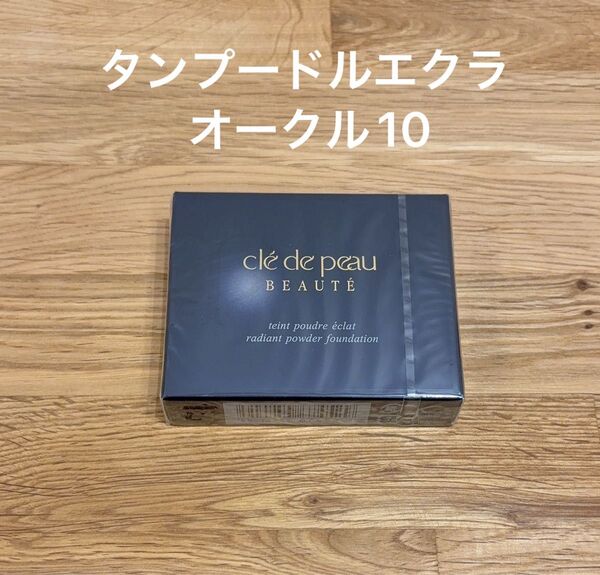 タンプードルエクラ
オークル10
clé de peau
BEAUTÉ
teint poudre éclat
radiant powder foundation